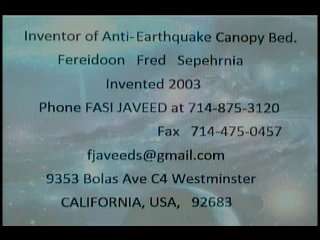 Inventor of Anti-Earthquake Canopy Bed.
Fereidoon Fred Sepehrnia
Invented 2003
Phone FASI JAVEED at 714-875-3120
Fax 714-475-0457
fjaveeds@gmail.com
9353 Bolas Ave C4 Westminster
CALIFORNIA, USA, 92683